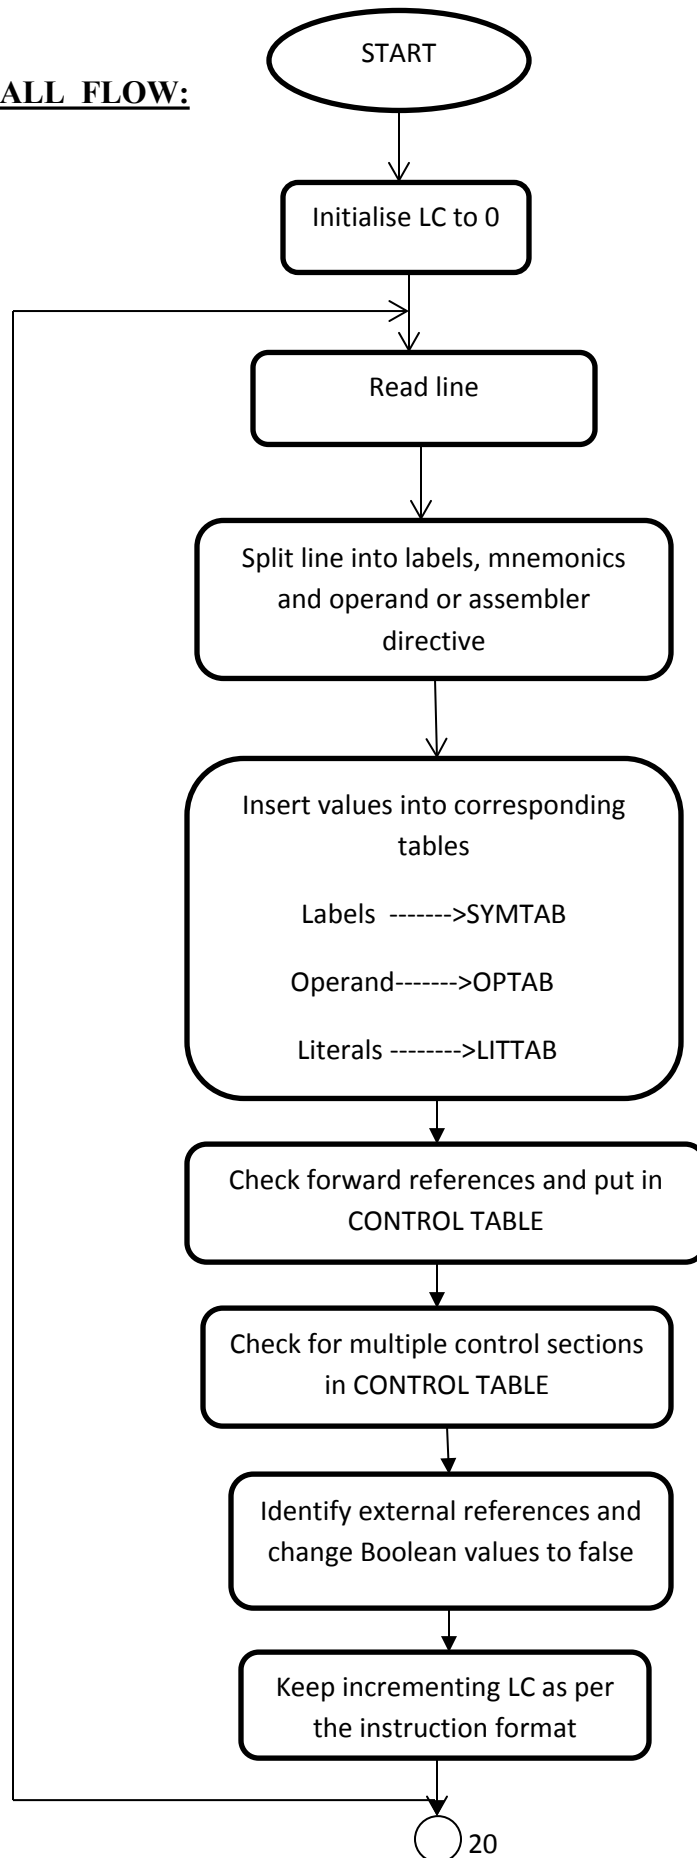 START
ALL FLOW:
Initialise LC to 0
Read line
Split line into labels, mnemonics
and operand or assembler
directive
Insert values into corresponding
tables
Labels ------->SYMTAB
Operand------->OPTAB
Literals -------->LITTAB
Check forward references and put in
CONTROL TABLE
Check for multiple control sections
in CONTROL TABLE
Identify external references and
change Boolean values to false
Keep incrementing LC as per
the instruction format
20